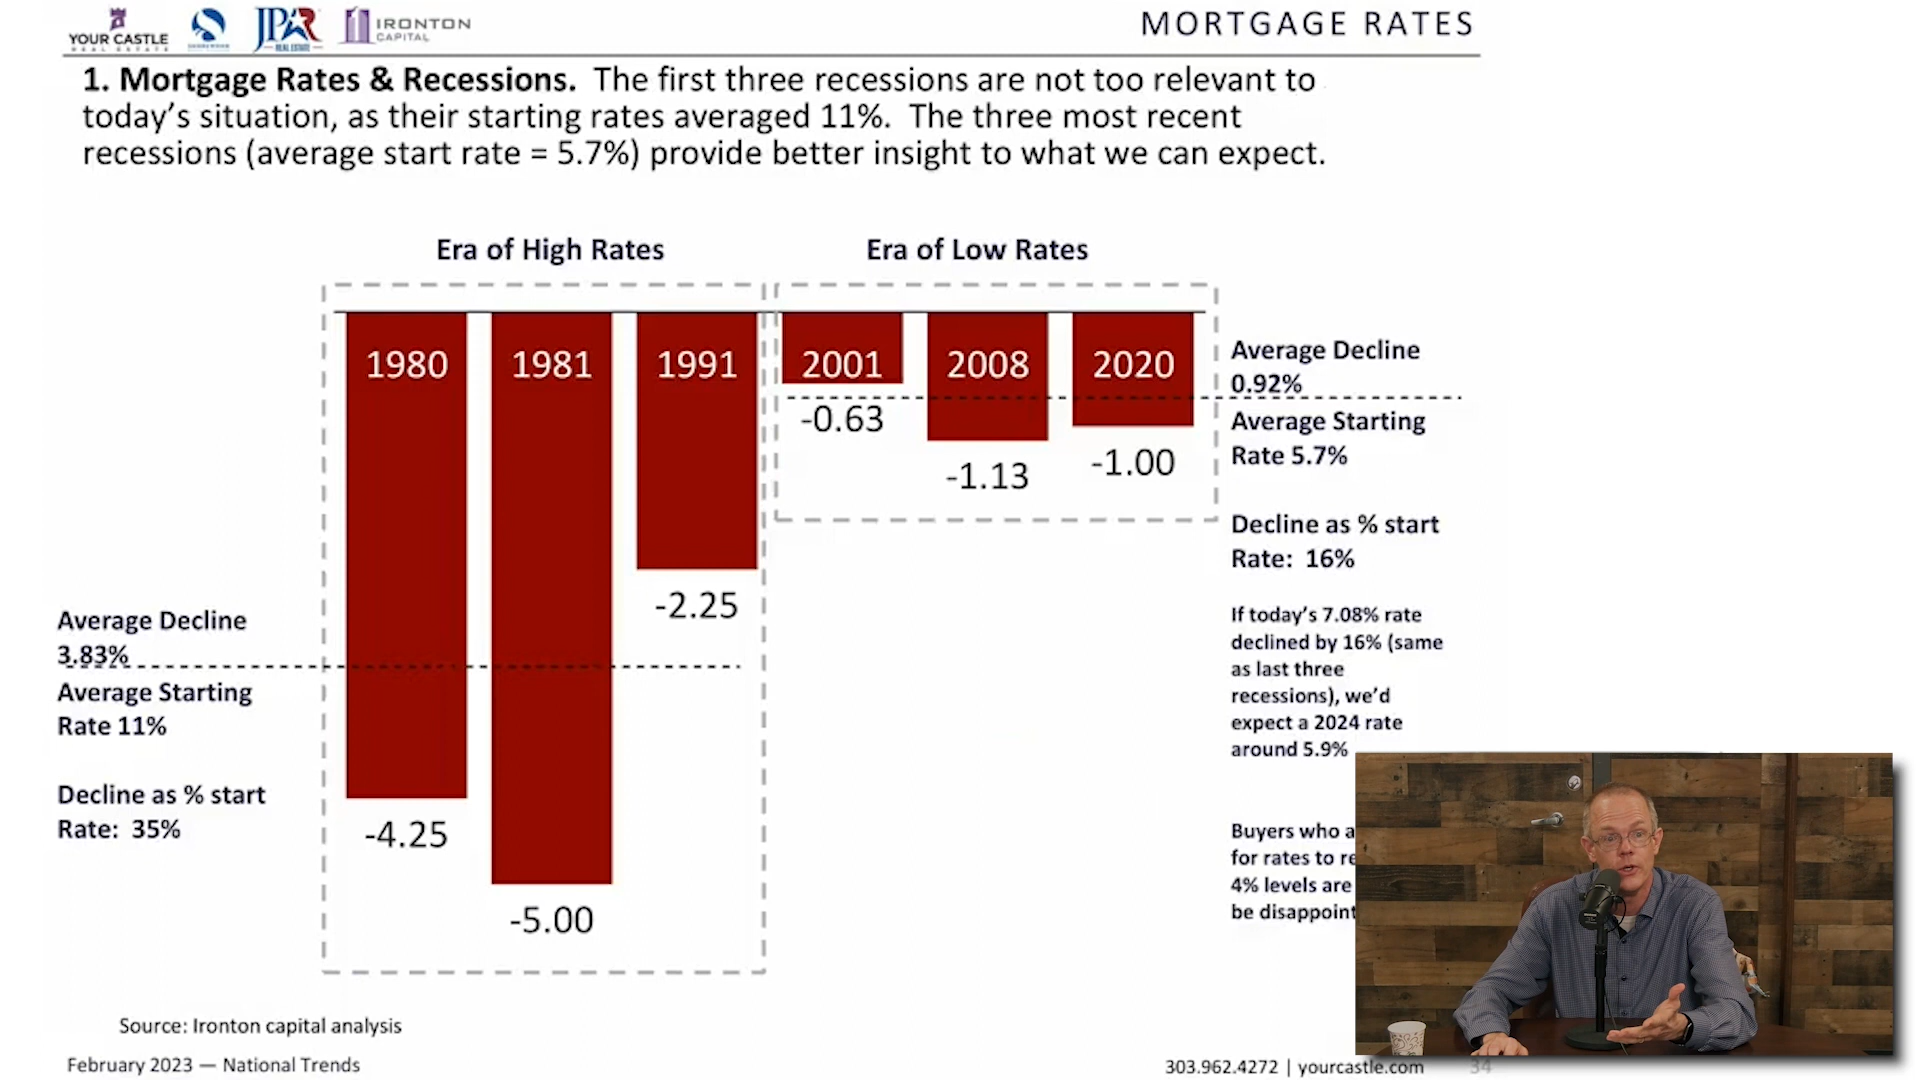 YOUR CASTLE
REAL ESTATE
JPAR
REAL ESTATE
IRONTON
CAPITAL
MORTGAGE RATES
1. Mortgage Rates & Recessions. The first three recessions are not too relevant to
today's situation, as their starting rates averaged 11%. The three most recent
recessions (average start rate = 5.7%) provide better insight to what we can expect.
Era of High Rates
Era of Low Rates
1980
1981
1991
2001
2008
2020
-4.25
-5.00
-2.25
-0.63
-1.13
-1.00
Average Decline
3.83%
Average Starting
Rate 11%
Decline as % start
Rate: 35%
Average Decline
0.92%
Average Starting
Rate 5.7%
Decline as % start
Rate: 16%
If today's 7.08% rate
declined by 16% (same
as last three
recessions), we'd
expect a 2024 rate
around 5.9%
Buyers who a
for rates to re
4% levels are
be disappoint
Source: Ironton capital analysis
February 2023 — National Trends
303.962.4272 | yourcastle.com
34